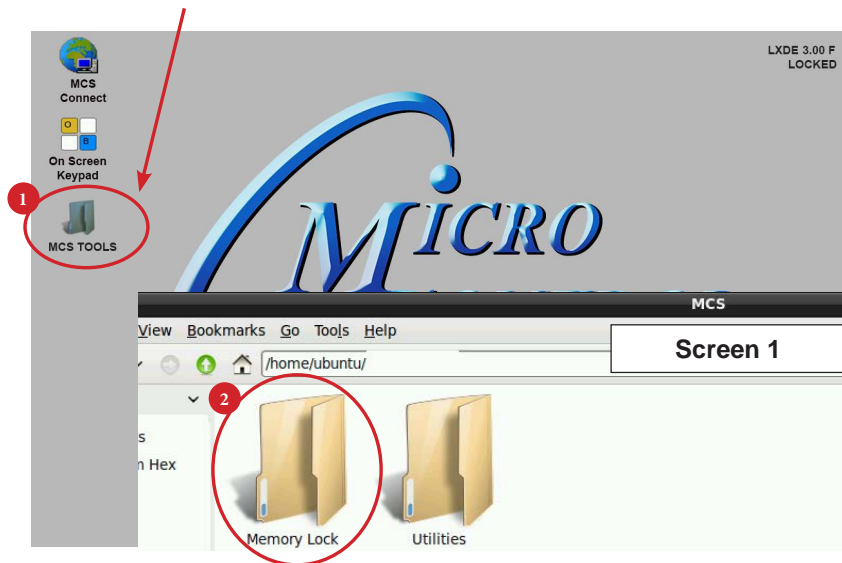 LXDE 3.00 F
LOCKED
MCS
Connect
O
B
On Screen
Keypad
1
MCS TOOLS
MICRO
MCS
View Bookmarks Go Tools Help
Screen 1
/home/ubuntu/
2
s
n Hex
Memory Lock
Utilities